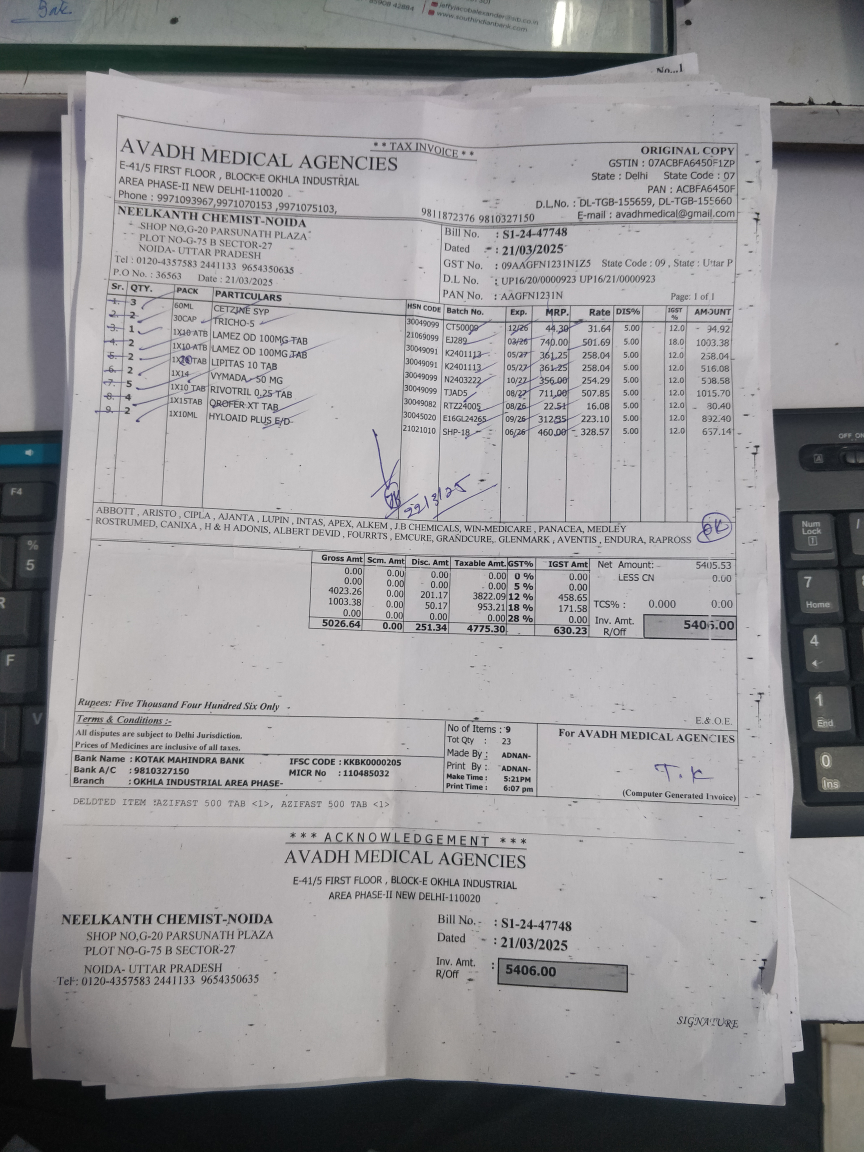 jeffyjacobalexander@sib.co.in
www.southindianbank.com
** TAX INVOICE **
ORIGINAL COPY
AVADH MEDICAL AGENCIES
GSTIN : 07ACBFA6450F1ZP
E-41/5 FIRST FLOOR , BLOCK-E OKHLA INDUSTRIAL
State : Delhi State Code : 07
AREA PHASE-II NEW DELHI-110020
PAN : ACBFA6450F
Phone : 9971093967,9971070153 ,9971075103, 9811872376 9810327150
D.L.No. : DL-TGB-155659, DL-TGB-155660
E-mail : avadhmedical@gmail.com
NEELKANTH CHEMIST-NOIDA
SHOP NO,G-20 PARSUNATH PLAZA
PLOT NO-G-75 B SECTOR-27
NOIDA- UTTAR PRADESH
Tel : 0120-4357583 2441133 9654350635
P.O No. : 36563 Date : 21/03/2025
Bill No. : S1-24-47748
Dated : 21/03/2025
GST No. : 09AAGFN1231N1Z5 State Code : 09 , State : Uttar P
D.L No. : UP16/20/0000923 UP16/21/0000923
PAN No. : AAGFN1231N
Page: 1 of 1
Sr. QTY. PACK PARTICULARS HSN CODE Batch No. Exp. MRP. Rate DIS% IGST % AMOUNT
1. 3 60ML CETZINE SYP 30049099 CT50009 12/26 44.30 31.64 5.00 12.0 94.92
2. 2 30CAP TRICHO-5 21069099 EJ289 03/26 740.00 501.69 5.00 18.0 1003.38
3. 1 1X10 ATB LAMEZ OD 100MG TAB 30049091 K2401113 05/27 361.25 258.04 5.00 12.0 258.04
4. 2 1X10 ATB LAMEZ OD 100MG TAB 30049091 K2401113 05/27 361.25 258.04 5.00 12.0 516.08
5. 2 TAB LIPITAS 10 TAB 30049099 N2403222 10/27 356.00 254.29 5.00 12.0 508.58
6. 2 1X14 VYMADA 50 MG 30049099 TJAD5 08/27 711.00 507.85 5.00 12.0 1015.70
7. 5 1X10 TAB RIVOTRIL 0.25 TAB 30049082 RTZ24005 08/26 22.51 16.08 5.00 12.0 80.40
8. 4 1X15TAB OROFER XT TAB 30045020 E16GL24265 09/26 312.35 223.10 5.00 12.0 892.40
9. 2 1X10ML HYLOAID PLUS E/D 21021010 SHP-18 06/26 460.00 328.57 5.00 12.0 657.14
22/3/25
OK
ABBOTT , ARISTO , CIPLA , AJANTA , LUPIN , INTAS, APEX, ALKEM , J.B CHEMICALS, WIN-MEDICARE , PANACEA, MEDLEY
ROSTRUMED, CANIXA , H & H ADONIS, ALBERT DEVID , FOURRTS , EMCURE, GRANDCURE, GLENMARK , AVENTIS , ENDURA, RAPROSS
Gross Amt Scm. Amt Disc. Amt Taxable Amt. GST% IGST Amt
0.00 0.00 0.00 0.00 0 % 0.00
0.00 0.00 0.00 0.00 5 % 0.00
4023.26 0.00 201.17 3822.09 12 % 458.65
1003.38 0.00 50.17 953.21 18 % 171.58
0.00 0.00 0.00 0.00 28 % 0.00
5026.64 0.00 251.34 4775.30 630.23
Net Amount:- 5405.53
LESS CN 0.00
TCS% : 0.000 0.00
Inv. Amt. R/Off 5406.00
Rupees: Five Thousand Four Hundred Six Only
E.& O.E.
Terms & Conditions :-
All disputes are subject to Delhi Jurisdiction.
Prices of Medicines are inclusive of all taxes.
Bank Name : KOTAK MAHINDRA BANK IFSC CODE : KKBK0000205
Bank A/C : 9810327150 MICR No : 110485032
Branch : OKHLA INDUSTRIAL AREA PHASE-
No of Items : 9
Tot Qty : 23
Made By : ADNAN-
Print By : ADNAN-
Make Time : 5:21PM
Print Time : 6:07 pm
For AVADH MEDICAL AGENCIES
T.K
(Computer Generated Invoice)
DELOTED ITEM :AZIFAST 500 TAB <1>, AZIFAST 500 TAB <1>
*** ACKNOWLEDGEMENT ***
AVADH MEDICAL AGENCIES
E-41/5 FIRST FLOOR , BLOCK-E OKHLA INDUSTRIAL
AREA PHASE-II NEW DELHI-110020
NEELKANTH CHEMIST-NOIDA
SHOP NO,G-20 PARSUNATH PLAZA
PLOT NO-G-75 B SECTOR-27
NOIDA- UTTAR PRADESH
Tel : 0120-4357583 2441133 9654350635
Bill No. : S1-24-47748
Dated : 21/03/2025
Inv. Amt. R/Off : 5406.00
SIGNATURE
F4
%
5
R
F
V
OFF
Num
Lock
/
7
Home
4
1
End
0
Ins